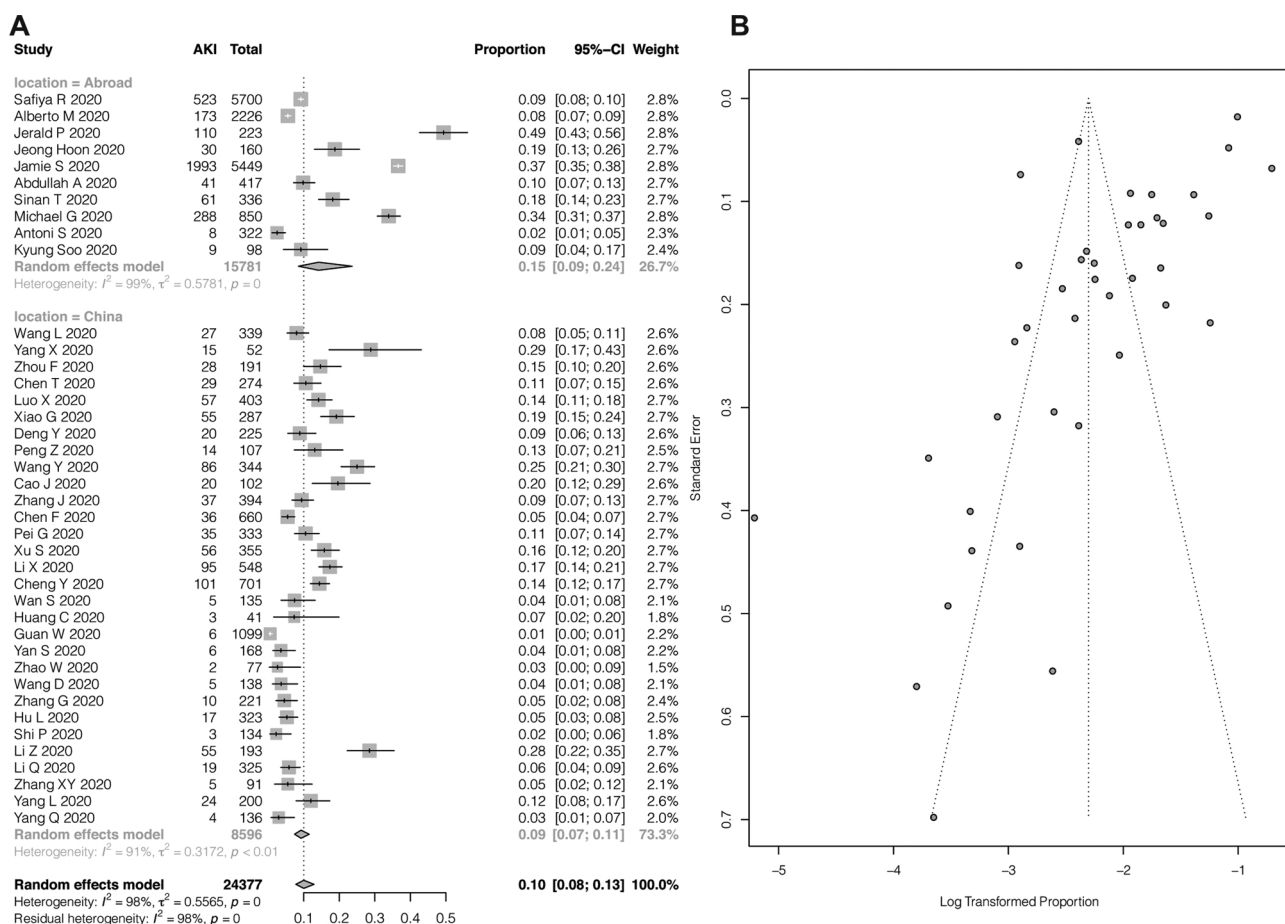 A
Study AKI Total Proportion 95%-CI Weight
location = Abroad
Safiya R 2020 523 5700 0.09 [0.08; 0.10] 2.8%
Alberto M 2020 173 2226 0.08 [0.07; 0.09] 2.8%
Jerald P 2020 110 223 0.49 [0.43; 0.56] 2.8%
Jeong Hoon 2020 30 160 0.19 [0.13; 0.26] 2.7%
Jamie S 2020 1993 5449 0.37 [0.35; 0.38] 2.8%
Abdullah A 2020 41 417 0.10 [0.07; 0.13] 2.7%
Sinan T 2020 61 336 0.18 [0.14; 0.23] 2.7%
Michael G 2020 288 850 0.34 [0.31; 0.37] 2.8%
Antoni S 2020 8 322 0.02 [0.01; 0.05] 2.3%
Kyung Soo 2020 9 98 0.09 [0.04; 0.17] 2.4%
Random effects model 15781 0.15 [0.09; 0.24] 26.7%
Heterogeneity: I² = 99%, τ² = 0.5781, p = 0
location = China
Wang L 2020 27 339 0.08 [0.05; 0.11] 2.6%
Yang X 2020 15 52 0.29 [0.17; 0.43] 2.6%
Zhou F 2020 28 191 0.15 [0.10; 0.20] 2.6%
Chen T 2020 29 274 0.11 [0.07; 0.15] 2.6%
Luo X 2020 57 403 0.14 [0.11; 0.18] 2.7%
Xiao G 2020 55 287 0.19 [0.15; 0.24] 2.7%
Deng Y 2020 20 225 0.09 [0.06; 0.13] 2.6%
Peng Z 2020 14 107 0.13 [0.07; 0.21] 2.6%
Wang Y 2020 86 344 0.25 [0.21; 0.30] 2.7%
Cao J 2020 20 102 0.20 [0.12; 0.29] 2.6%
Zhang J 2020 37 394 0.09 [0.07; 0.13] 2.7%
Chen F 2020 36 660 0.05 [0.04; 0.07] 2.7%
Pei G 2020 35 333 0.11 [0.07; 0.14] 2.7%
Xu S 2020 56 355 0.16 [0.12; 0.20] 2.7%
Li X 2020 95 548 0.17 [0.14; 0.21] 2.7%
Cheng Y 2020 101 701 0.14 [0.12; 0.17] 2.7%
Wan S 2020 5 135 0.04 [0.01; 0.08] 2.1%
Huang C 2020 3 41 0.07 [0.02; 0.20] 1.8%
Guan W 2020 6 1099 0.01 [0.00; 0.01] 2.2%
Yan S 2020 6 168 0.04 [0.01; 0.08] 2.2%
Zhao W 2020 2 77 0.03 [0.00; 0.09] 1.5%
Wang D 2020 5 138 0.04 [0.01; 0.08] 2.1%
Zhang G 2020 10 221 0.05 [0.02; 0.08] 2.4%
Hu L 2020 17 323 0.05 [0.03; 0.08] 2.5%
Shi P 2020 3 134 0.02 [0.00; 0.06] 1.8%
Li Z 2020 55 193 0.28 [0.22; 0.35] 2.7%
Li Q 2020 19 325 0.06 [0.04; 0.09] 2.6%
Zhang XY 2020 5 91 0.05 [0.02; 0.12] 2.1%
Yang L 2020 24 200 0.12 [0.08; 0.17] 2.6%
Yang Q 2020 4 136 0.03 [0.01; 0.07] 2.0%
Random effects model 8596 0.09 [0.07; 0.11] 73.3%
Heterogeneity: I² = 91%, τ² = 0.3172, p < 0.01
Random effects model 24377 0.10 [0.08; 0.13] 100.0%
Heterogeneity: I² = 98%, τ² = 0.5565, p = 0
Residual heterogeneity: I² = 98%, p = 0
0.1 0.2 0.3 0.4 0.5
B
Standard Error
0.0
0.1
0.2
0.3
0.4
0.5
0.6
0.7
−5 −4 −3 −2 −1
Log Transformed Proportion